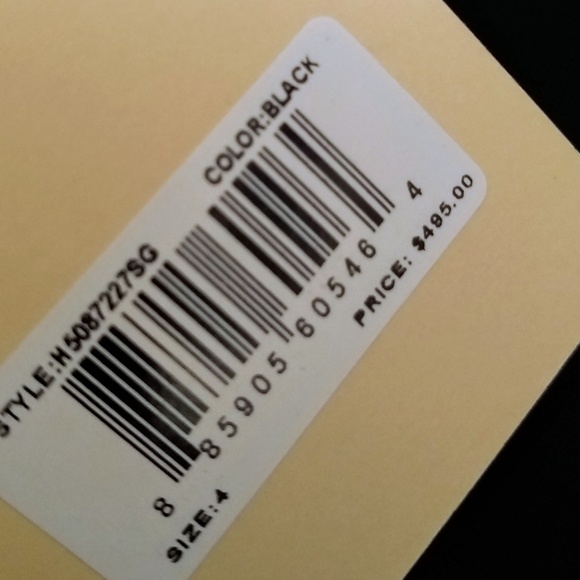 STYLE:H5087227SG COLOR:BLACK
8 85905 60546 4
SIZE:4 PRICE: $495.00